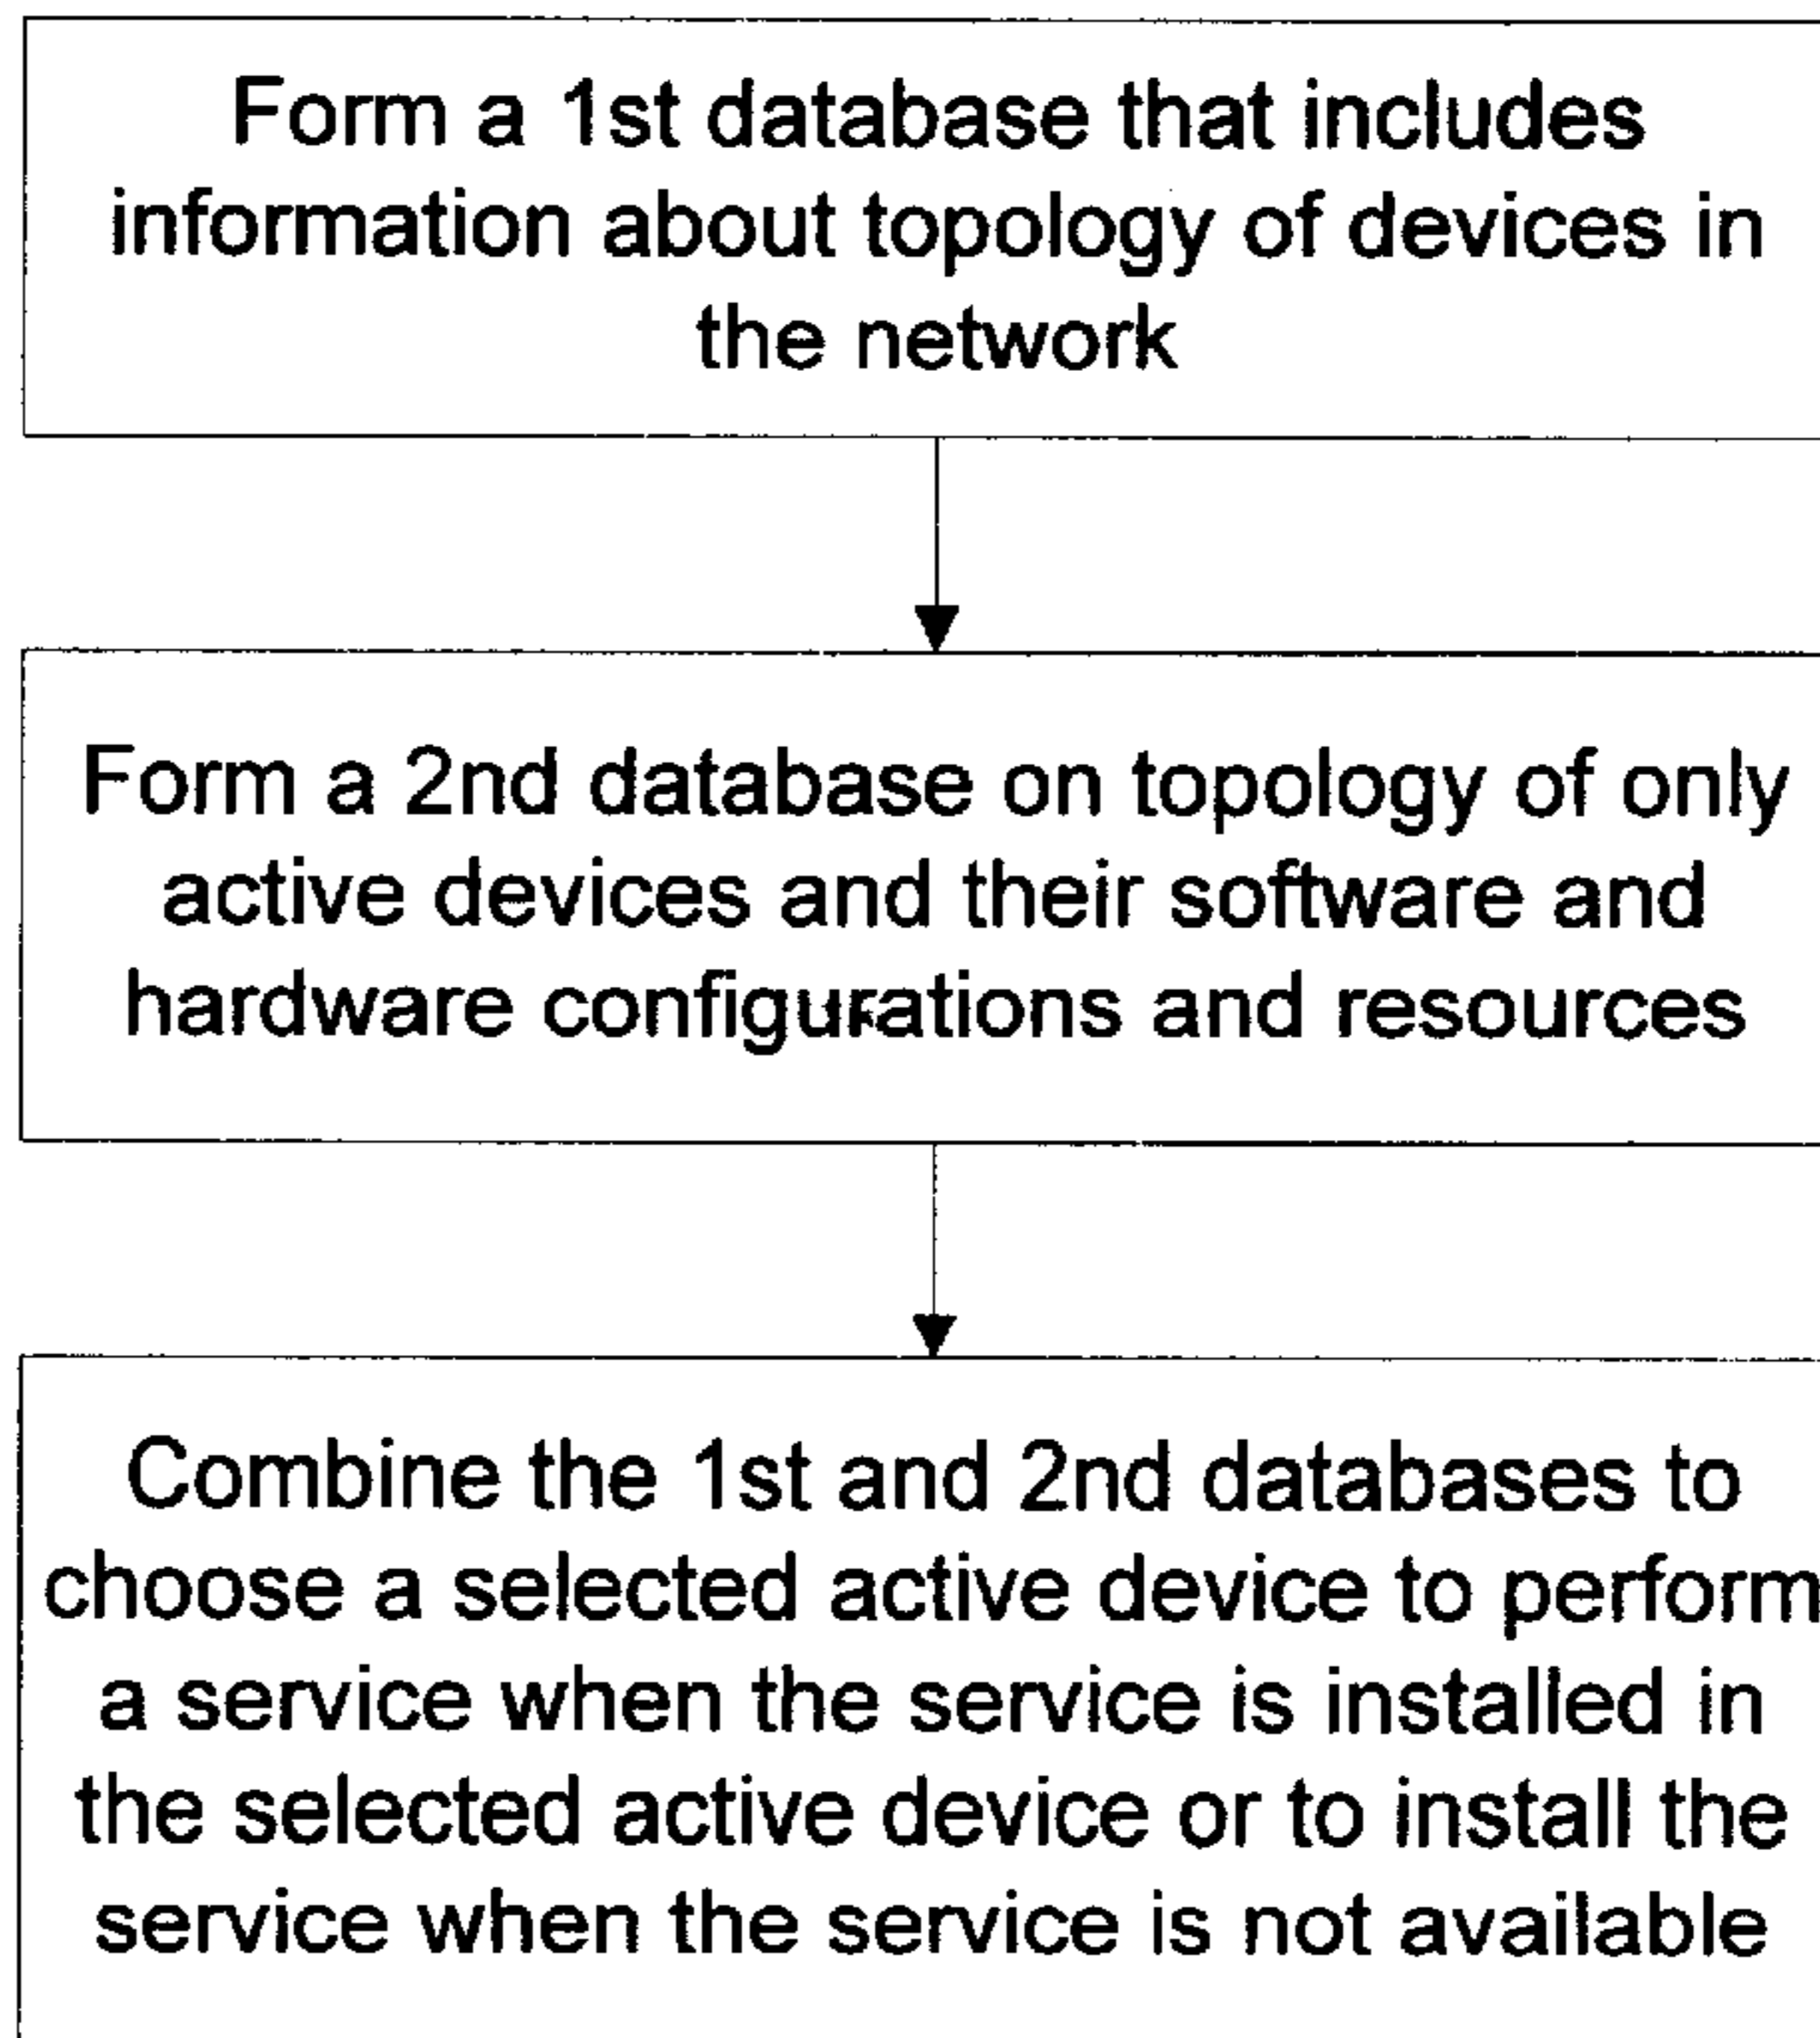 Form a 1st database that includes
information about topology of devices in
the network
Form a 2nd database on topology of only
active devices and their software and
hardware configurations and resources
Combine the 1st and 2nd databases to
choose a selected active device to perform
a service when the service is installed in
the selected active device or to install the
service when the service is not available